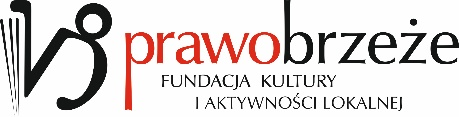 prawobrzeże
FUNDACJA KULTURY
I AKTYWNOŚCI LOKALNEJ